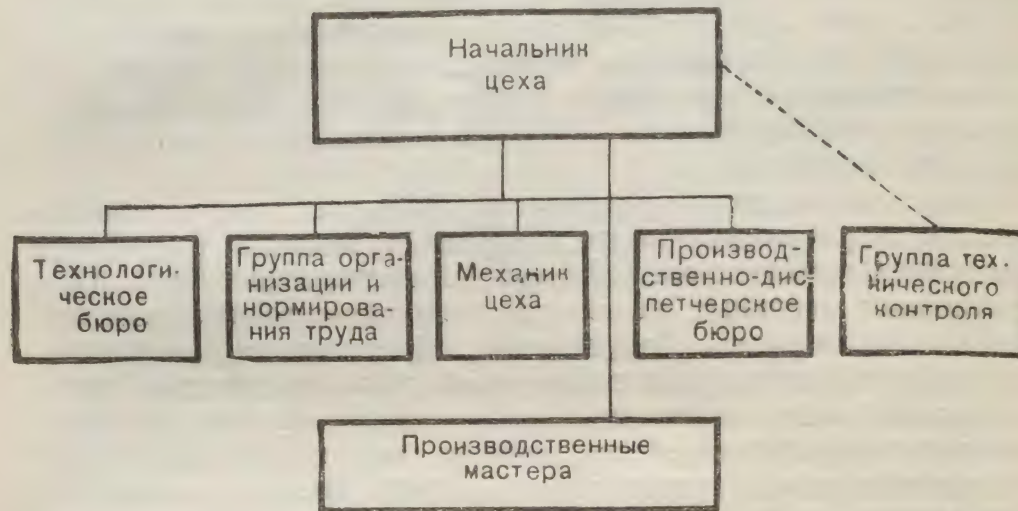 Начальник
цеха
Технологи-
ческое
бюро
Группа орга-
низации и
нормирова-
ния труда
Механик
цеха
Производ-
ственно-дис-
петчерское
бюро
Группа тех.
нического
контроля
Производственные
мастера